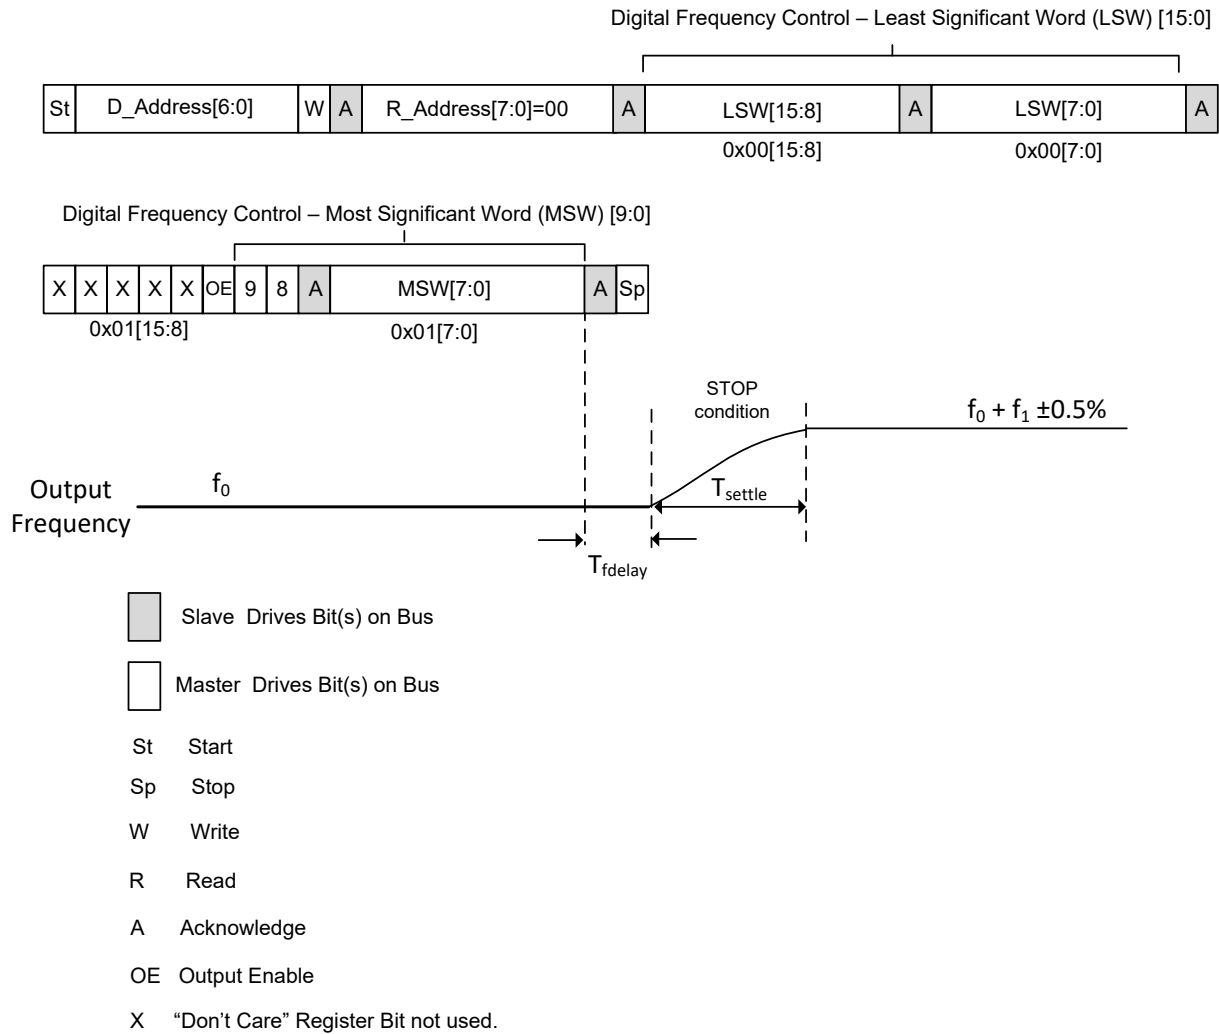 Digital Frequency Control – Least Significant Word (LSW) [15:0]
St D_Address[6:0] W A R_Address[7:0]=00 A LSW[15:8] A LSW[7:0] A
0x00[15:8] 0x00[7:0]
Digital Frequency Control – Most Significant Word (MSW) [9:0]
X X X X X OE 9 8 A MSW[7:0] A Sp
0x01[15:8] 0x01[7:0]
STOP
condition
f0 + f1 ±0.5%
f0
Output
Frequency
Tsettle
Tfdelay
Slave Drives Bit(s) on Bus
Master Drives Bit(s) on Bus
St Start
Sp Stop
W Write
R Read
A Acknowledge
OE Output Enable
X “Don’t Care” Register Bit not used.